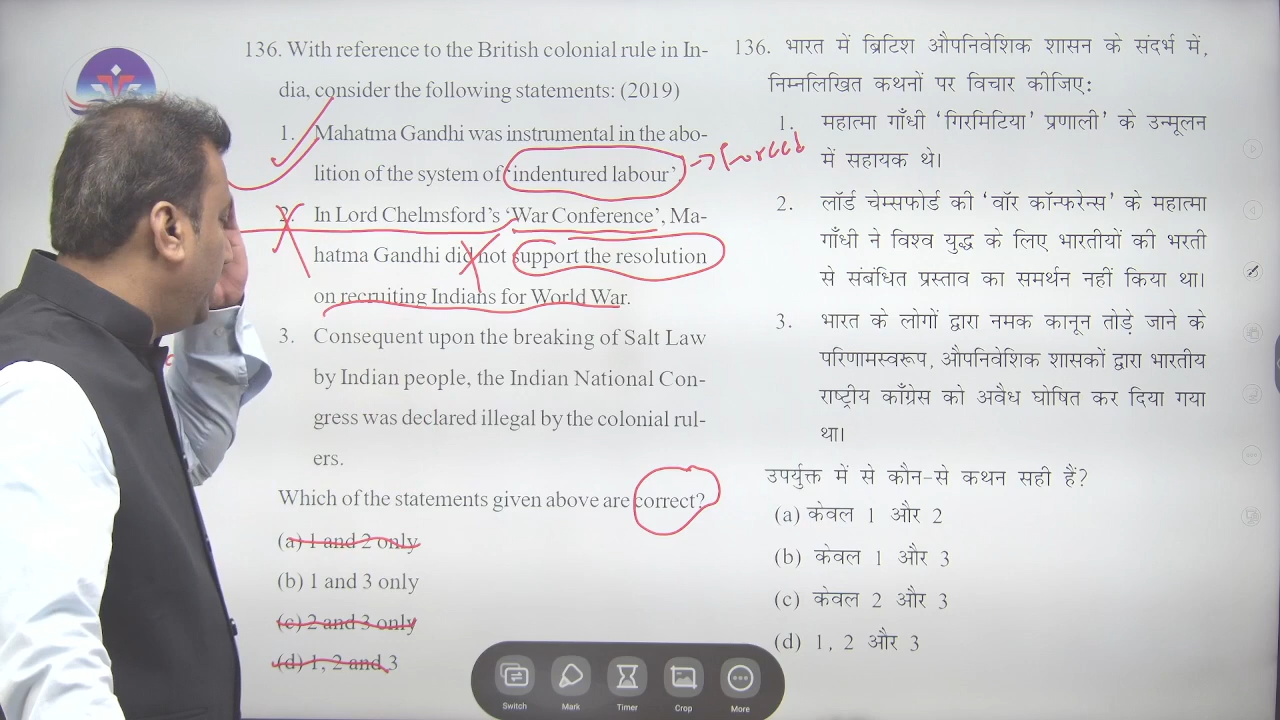 136. With reference to the British colonial rule in In-
dia, consider the following statements: (2019)
1. Mahatma Gandhi was instrumental in the abo-
lition of the system of ‘indentured labour’.
→ forced
2. In Lord Chelmsford’s ‘War Conference’, Ma-
hatma Gandhi did not support the resolution
on recruiting Indians for World War.
3. Consequent upon the breaking of Salt Law
by Indian people, the Indian National Con-
gress was declared illegal by the colonial rul-
ers.
Which of the statements given above are correct?
(a) 1 and 2 only
(b) 1 and 3 only
(c) 2 and 3 only
(d) 1, 2 and 3
136. भारत में ब्रिटिश औपनिवेशिक शासन के संदर्भ में,
निम्नलिखित कथनों पर विचार कीजिए:
1. महात्मा गाँधी ‘गिरमिटिया’ प्रणाली’ के उन्मूलन
में सहायक थे।
2. लॉर्ड चेम्सफोर्ड की ‘वॉर कॉन्फरेन्स’ के महात्मा
गाँधी ने विश्व युद्ध के लिए भारतीयों की भरती
से संबंधित प्रस्ताव का समर्थन नहीं किया था।
3. भारत के लोगों द्वारा नमक कानून तोड़े जाने के
परिणामस्वरूप, औपनिवेशिक शासकों द्वारा भारतीय
राष्ट्रीय काँग्रेस को अवैध घोषित कर दिया गया
था।
उपर्युक्त में से कौन-से कथन सही हैं?
(a) केवल 1 और 2
(b) केवल 1 और 3
(c) केवल 2 और 3
(d) 1, 2 और 3
Switch Mark Timer Crop More